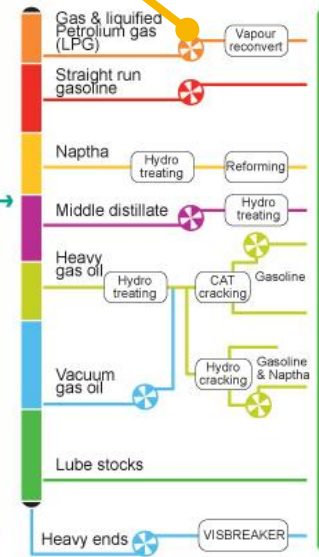 Gas & liquified
Petrolium gas
(LPG)
Vapour
reconvert
Straight run
gasoline
Naptha
Hydro
treating
Reforming
Middle distillate
Hydro
treating
Heavy
gas oil
Hydro
treating
CAT
cracking
Gasoline
Vacuum
gas oil
Hydro
cracking
Gasoline
& Naptha
Lube stocks
Heavy ends
VISBREAKER